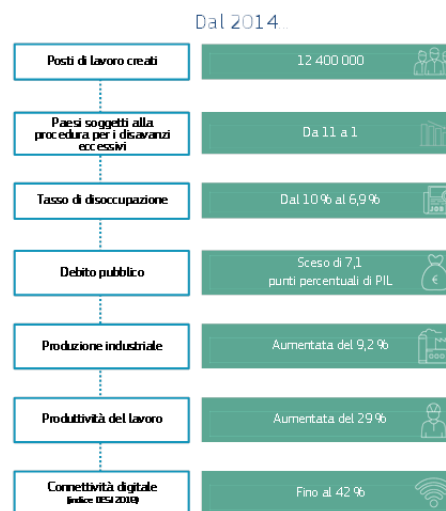 Dal 2014...
Posti di lavoro creati
12 400 000
Paesi soggetti alla
procedura per i disavanzi
eccessivi
Da 11 a 1
Tasso di disoccupazione
Dal 10 % al 6,9 %
JOB
Debito pubblico
Sceso di 7,1
punti percentuali di PIL
€
Produzione industriale
Aumentata del 9,2 %
Produttività del lavoro
Aumentata del 29 %
Connettività digitale
(indice DESI 2018)
Fino al 42 %